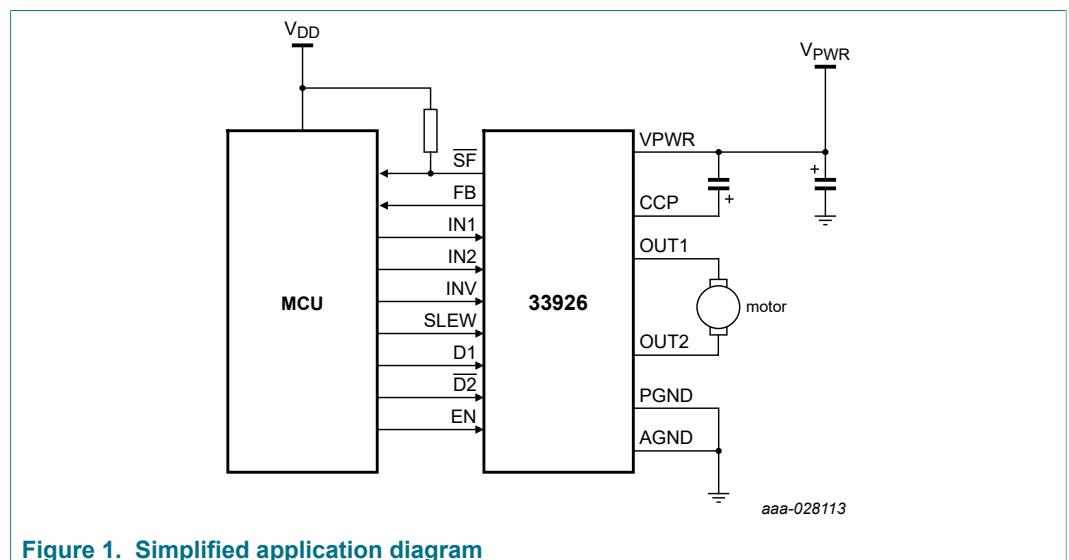 VDD
VPWR
VPWR
SF
FB
CCP
IN1
OUT1
IN2
INV
MCU
33926
motor
SLEW
OUT2
D1
D2
PGND
EN
AGND
+
+
aaa-028113
Figure 1. Simplified application diagram